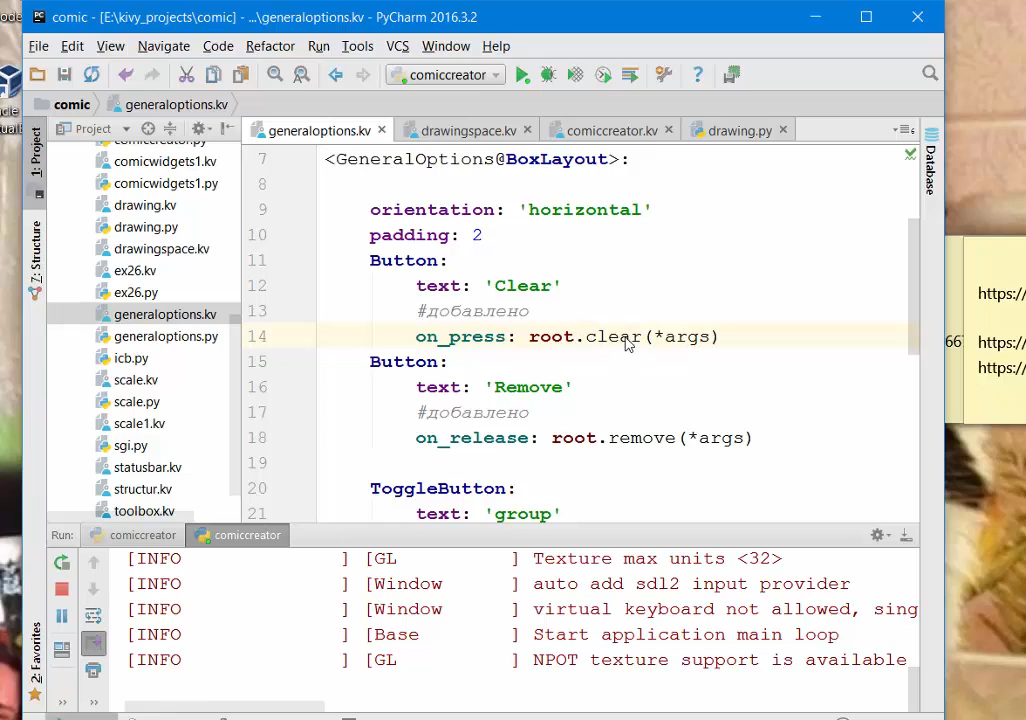 comic - [E:\kivy_projects\comic] - ...\generaloptions.kv - PyCharm 2016.3.2
File Edit View Navigate Code Refactor Run Tools VCS Window Help
comiccreator
comic generaloptions.kv
Project
generaloptions.kv drawingspace.kv comiccreator.kv drawing.py
1: Project
7: Structure
2: Favorites
Database
comiccreator.py
comicwidgets1.kv
comicwidgets1.py
drawing.kv
drawing.py
drawingspace.kv
ex26.kv
ex26.py
generaloptions.kv
generaloptions.py
icb.py
scale.kv
scale.py
scale1.kv
sgi.py
statusbar.kv
structur.kv
toolbox.kv
7 <GeneralOptions@BoxLayout>:
8
9 orientation: 'horizontal'
10 padding: 2
11 Button:
12 text: 'Clear'
13 #добавлено
14 on_press: root.clear(*args)
15 Button:
16 text: 'Remove'
17 #добавлено
18 on_release: root.remove(*args)
19
20 ToggleButton:
21 text: 'group'
Run: comiccreator comiccreator
[INFO ] [GL ] Texture max units <32>
[INFO ] [Window ] auto add sdl2 input provider
[INFO ] [Window ] virtual keyboard not allowed, sing
[INFO ] [Base ] Start application main loop
[INFO ] [GL ] NPOT texture support is available
https://
https://
https://